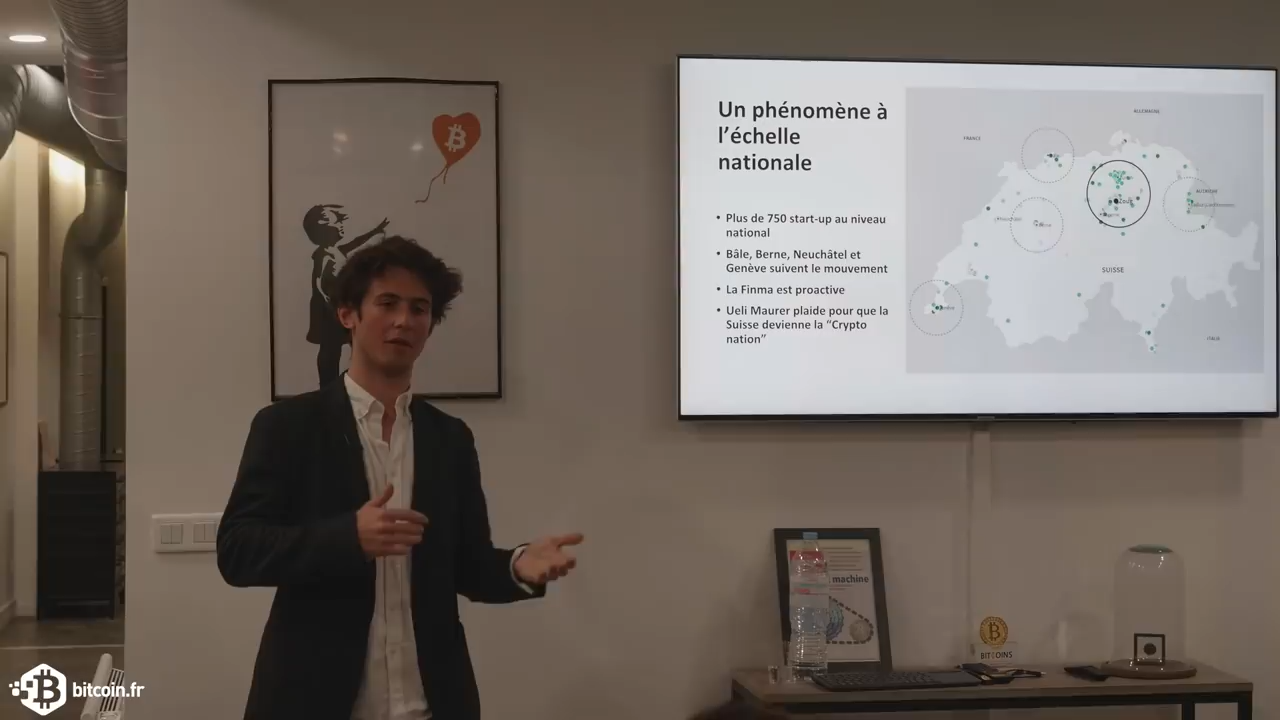 Un phénomène à
l'échelle
nationale
• Plus de 750 start-up au niveau
national
• Bâle, Berne, Neuchâtel et
Genève suivent le mouvement
• La Finma est proactive
• Ueli Maurer plaide pour que la
Suisse devienne la “Crypto
nation”
ALLEMAGNE
FRANCE
SUISSE
ITALIE
machine
BITCOINS
bitcoin.fr